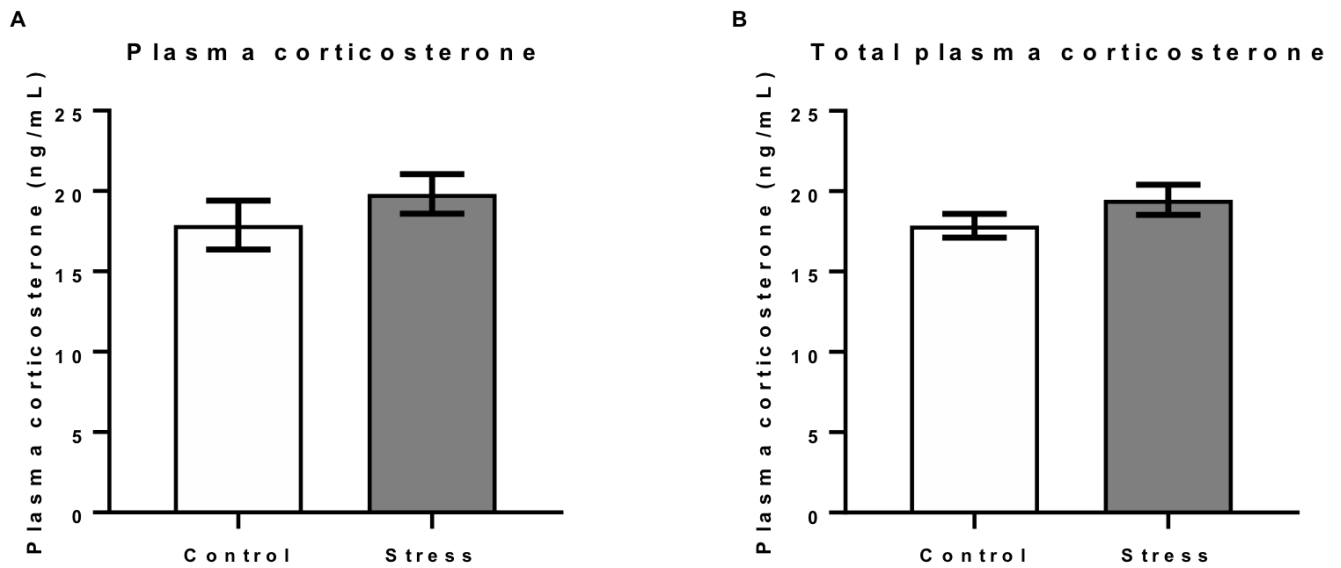 A
Plasma corticosterone
Plasma corticosterone (ng/mL)
25
20
15
10
5
0
Control
Stress
B
Total plasma corticosterone
Plasma corticosterone (ng/mL)
25
20
15
10
5
0
Control
Stress